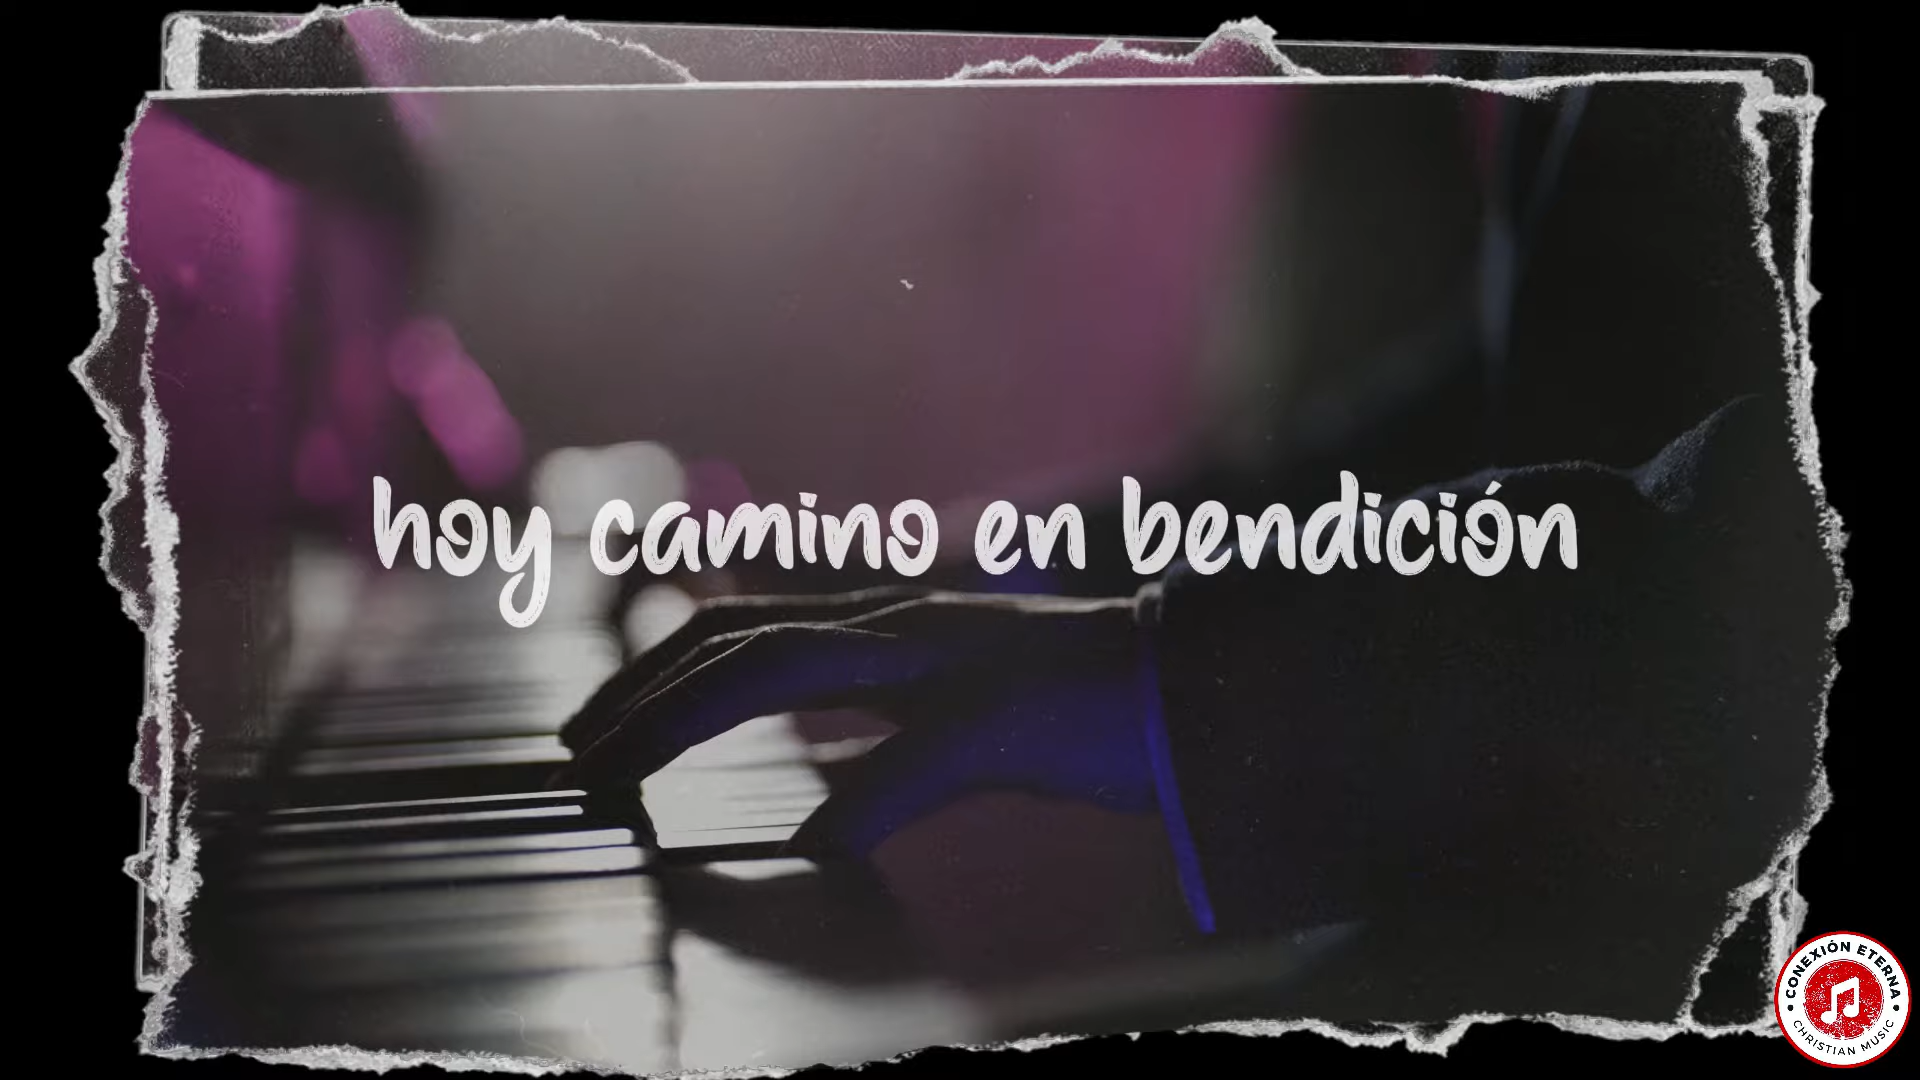 hoy camino en bendición
• CONEXIÓN ETERNA •
CHRISTIAN MUSIC